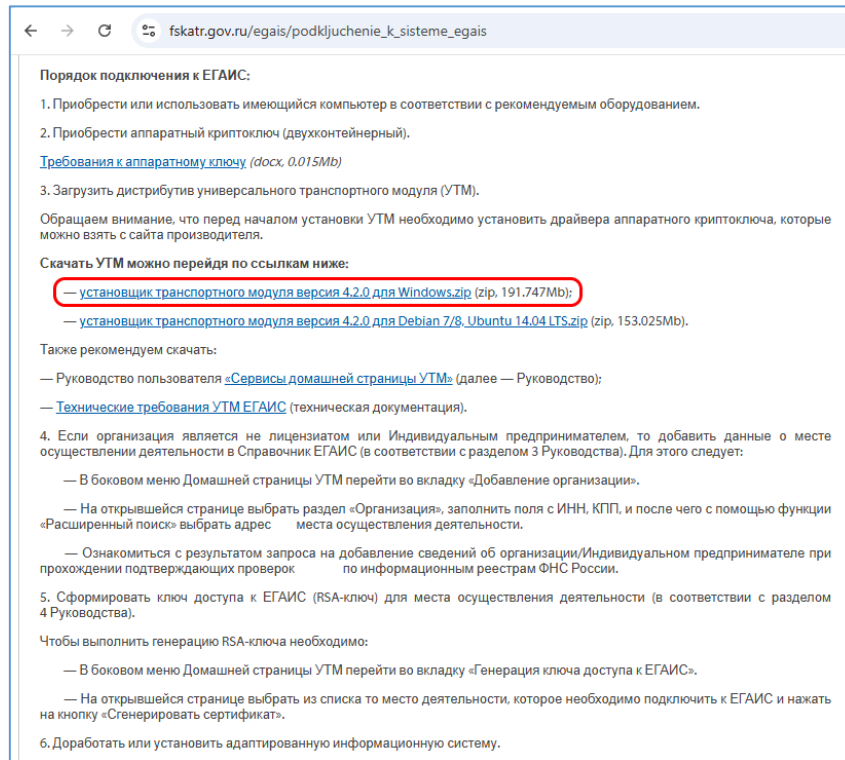 fskatr.gov.ru/egais/podkljuchenie_k_sisteme_egais
Порядок подключения к ЕГАИС:
1. Приобрести или использовать имеющийся компьютер в соответствии с рекомендуемым оборудованием.
2. Приобрести аппаратный криптоключ (двухконтейнерный).
Требования к аппаратному ключу (docx, 0.015Mb)
3. Загрузить дистрибутив универсального транспортного модуля (УТМ).
Обращаем внимание, что перед началом установки УТМ необходимо установить драйвера аппаратного криптоключа, которые
можно взять с сайта производителя.
Скачать УТМ можно перейдя по ссылкам ниже:
— установщик транспортного модуля версия 4.2.0 для Windows.zip (zip, 191.747Mb);
— установщик транспортного модуля версия 4.2.0 для Debian 7/8, Ubuntu 14.04 LTS.zip (zip, 153.025Mb).
Также рекомендуем скачать:
— Руководство пользователя «Сервисы домашней страницы УТМ» (далее — Руководство);
— Технические требования УТМ ЕГАИС (техническая документация).
4. Если организация является не лицензиатом или Индивидуальным предпринимателем, то добавить данные о месте
осуществлении деятельности в Справочник ЕГАИС (в соответствии с разделом 3 Руководства). Для этого следует:
— В боковом меню Домашней страницы УТМ перейти во вкладку «Добавление организации».
— На открывшейся странице выбрать раздел «Организация», заполнить поля с ИНН, КПП, и после чего с помощью функции
«Расширенный поиск» выбрать адрес места осуществления деятельности.
— Ознакомиться с результатом запроса на добавление сведений об организации/Индивидуальном предпринимателе при
прохождении подтверждающих проверок по информационным реестрам ФНС России.
5. Сформировать ключ доступа к ЕГАИС (RSA-ключ) для места осуществления деятельности (в соответствии с разделом
4 Руководства).
Чтобы выполнить генерацию RSA-ключа необходимо:
— В боковом меню Домашней страницы УТМ перейти во вкладку «Генерация ключа доступа к ЕГАИС».
— На открывшейся странице выбрать из списка то место деятельности, которое необходимо подключить к ЕГАИС и нажать
на кнопку «Сгенерировать сертификат».
6. Доработать или установить адаптированную информационную систему.